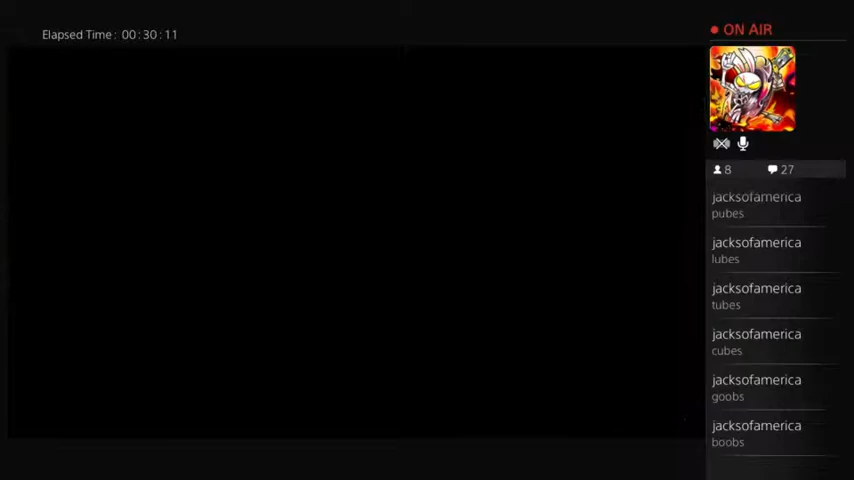 Elapsed Time : 00:30:11
ON AIR
8 27
jacksofamerica
pubes
jacksofamerica
lubes
jacksofamerica
tubes
jacksofamerica
cubes
jacksofamerica
goobs
jacksofamerica
boobs